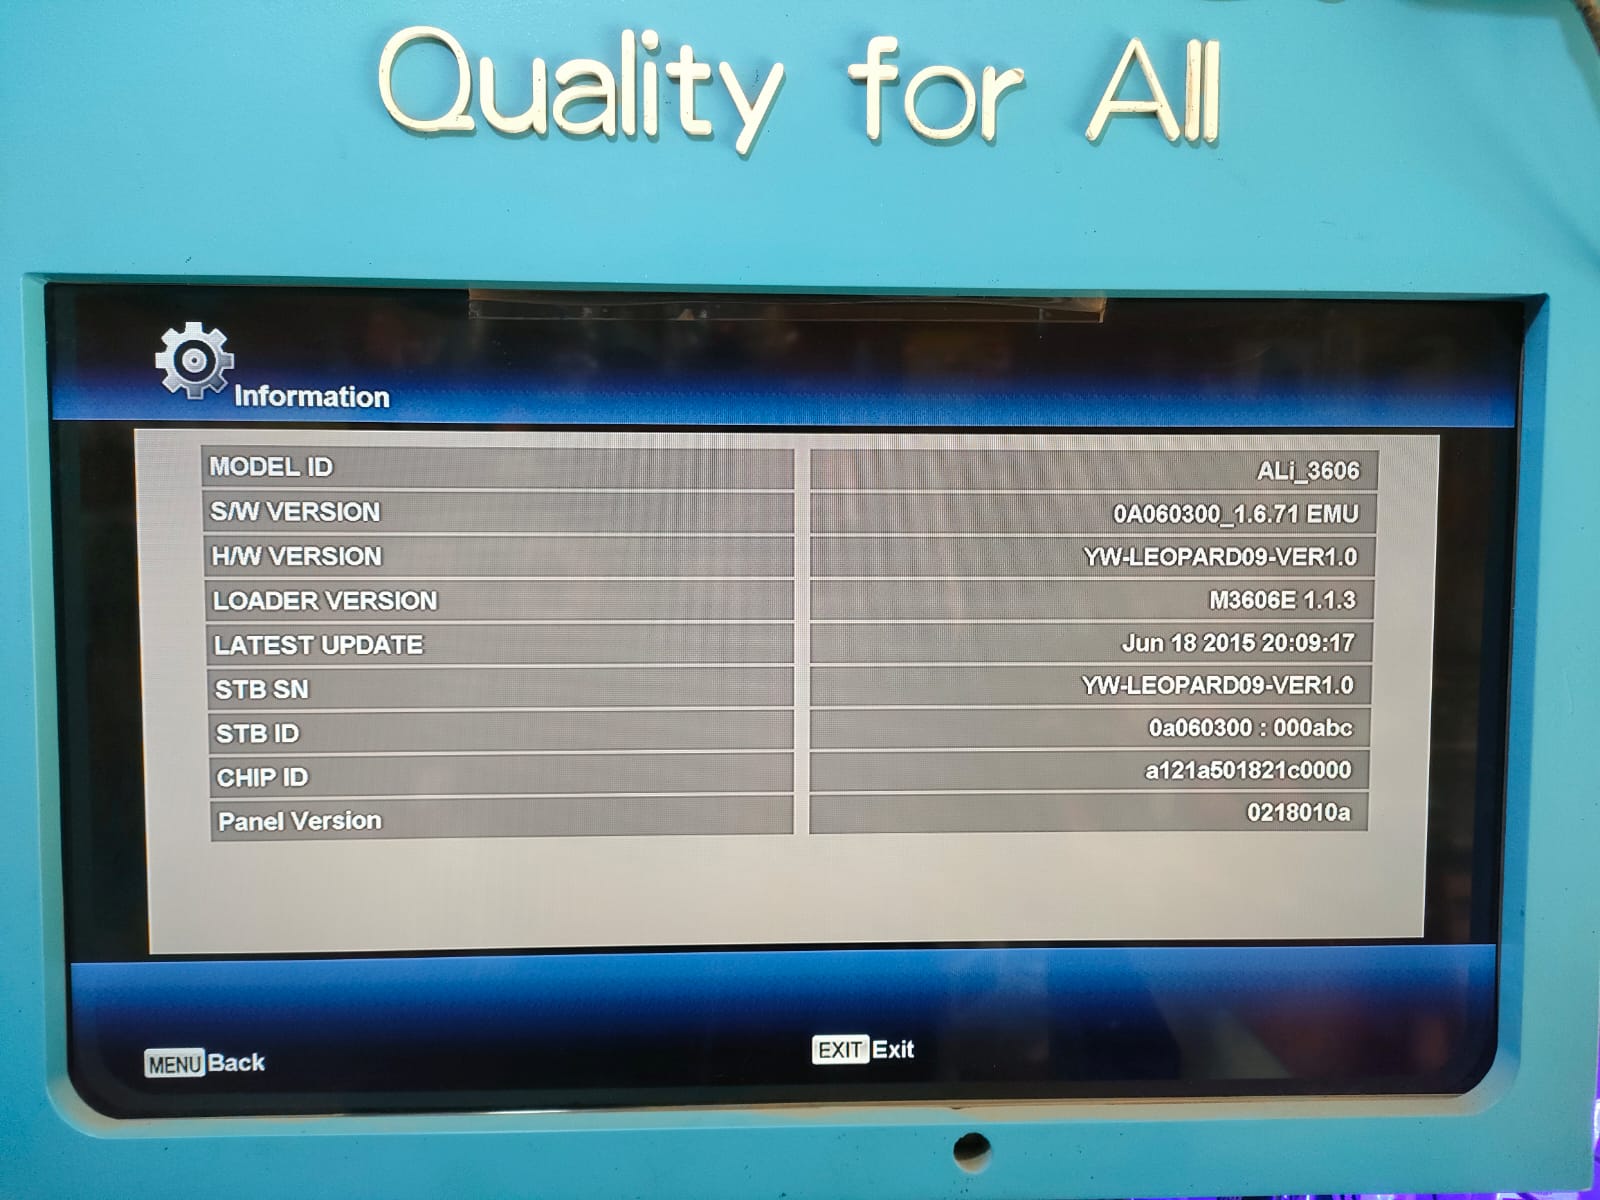 Quality for All
Information
MODEL ID ALi_3606
S/W VERSION 0A060300_1.6.71 EMU
H/W VERSION YW-LEOPARD09-VER1.0
LOADER VERSION M3606E 1.1.3
LATEST UPDATE Jun 18 2015 20:09:17
STB SN YW-LEOPARD09-VER1.0
STB ID 0a060300 : 000abc
CHIP ID a121a501821c0000
Panel Version 0218010a
MENU Back EXIT Exit